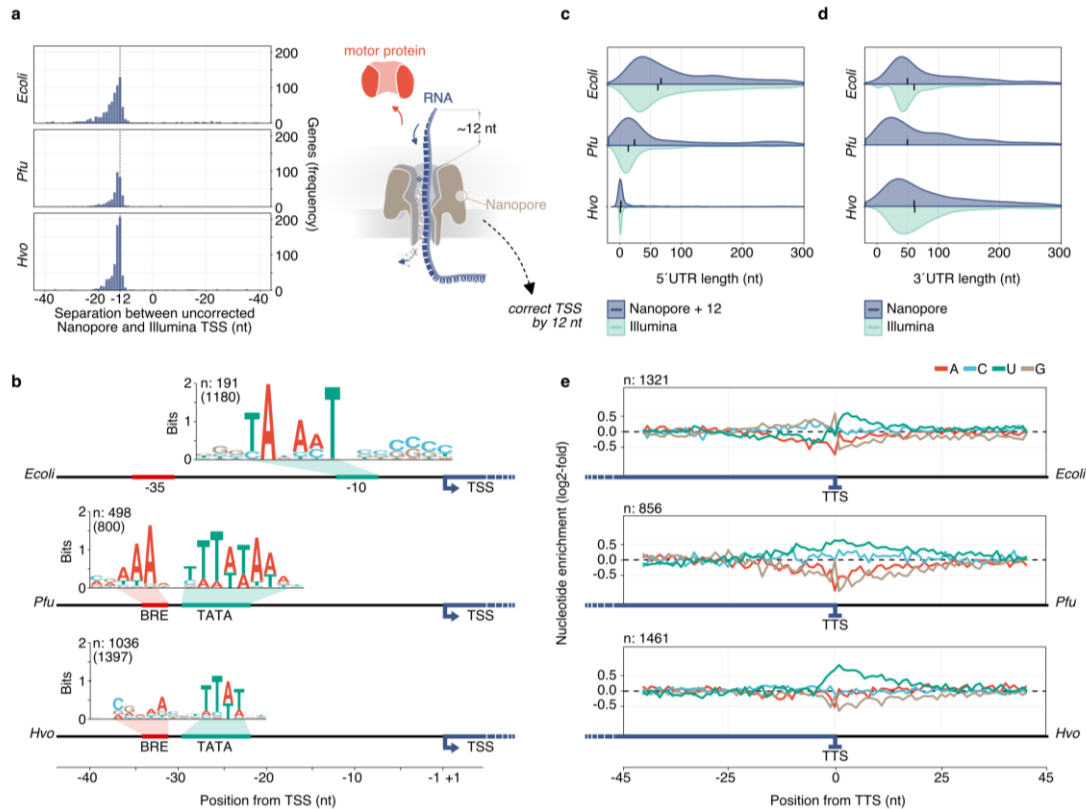 a
Ecoli
Pfu
Hvo
200
100
0
200
100
0
200
100
0
Genes (frequency)
-40
-20
-12
0
-20
-40
Separation between uncorrected
Nanopore and Illumina TSS (nt)
motor protein
RNA
~12 nt
Nanopore
correct TSS
by 12 nt
c
Ecoli
Pfu
Hvo
0
50
100
200
300
5´UTR length (nt)
Nanopore + 12
Illumina
d
Ecoli
Pfu
Hvo
0
50
100
200
300
3´UTR length (nt)
Nanopore
Illumina
b
n: 191
(1180)
2
1
0
Bits
Ecoli
-35
-10
TSS
n: 498
(800)
2
1
0
Bits
Pfu
BRE
TATA
TSS
n: 1036
(1397)
2
1
0
Bits
Hvo
BRE
TATA
TSS
-40
-30
-20
-10
-1 +1
Position from TSS (nt)
e
A C U G
n: 1321
0.5
0.0
-0.5
Ecoli
TTS
n: 856
0.5
0.0
-0.5
Pfu
TTS
n: 1461
0.5
0.0
-0.5
Hvo
TTS
Nucleotide enrichment (log2-fold)
-45
-25
0
25
45
Position from TTS (nt)